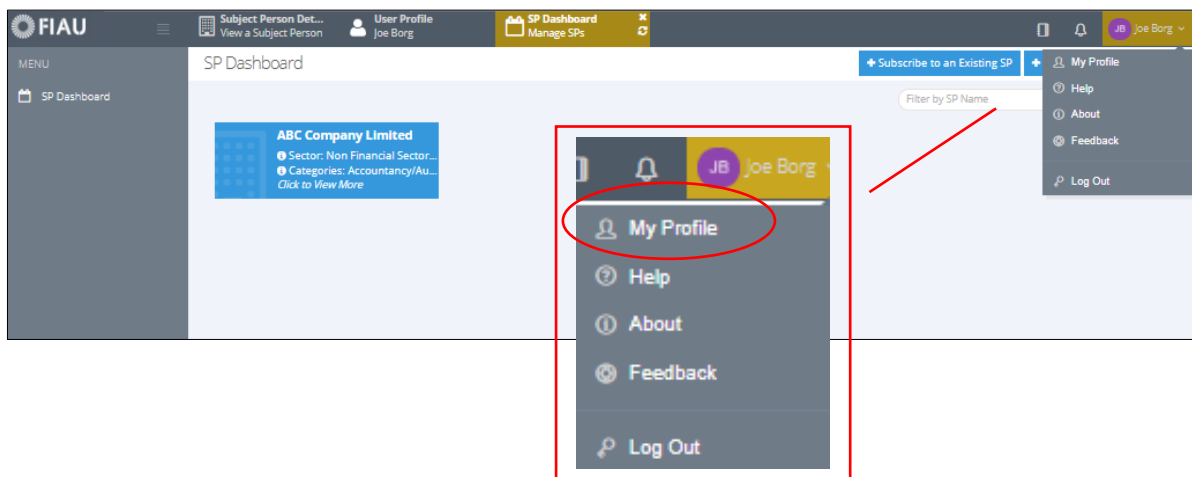 FIAU
Subject Person Det...
View a Subject Person
User Profile
Joe Borg
SP Dashboard
Manage SPs
JB Joe Borg
MENU
SP Dashboard
SP Dashboard
+ Subscribe to an Existing SP
+
Filter by SP Name
My Profile
Help
About
Feedback
Log Out
ABC Company Limited
Sector: Non Financial Sector...
Categories: Accountancy/Au...
Click to View More
JB Joe Borg
My Profile
Help
About
Feedback
Log Out